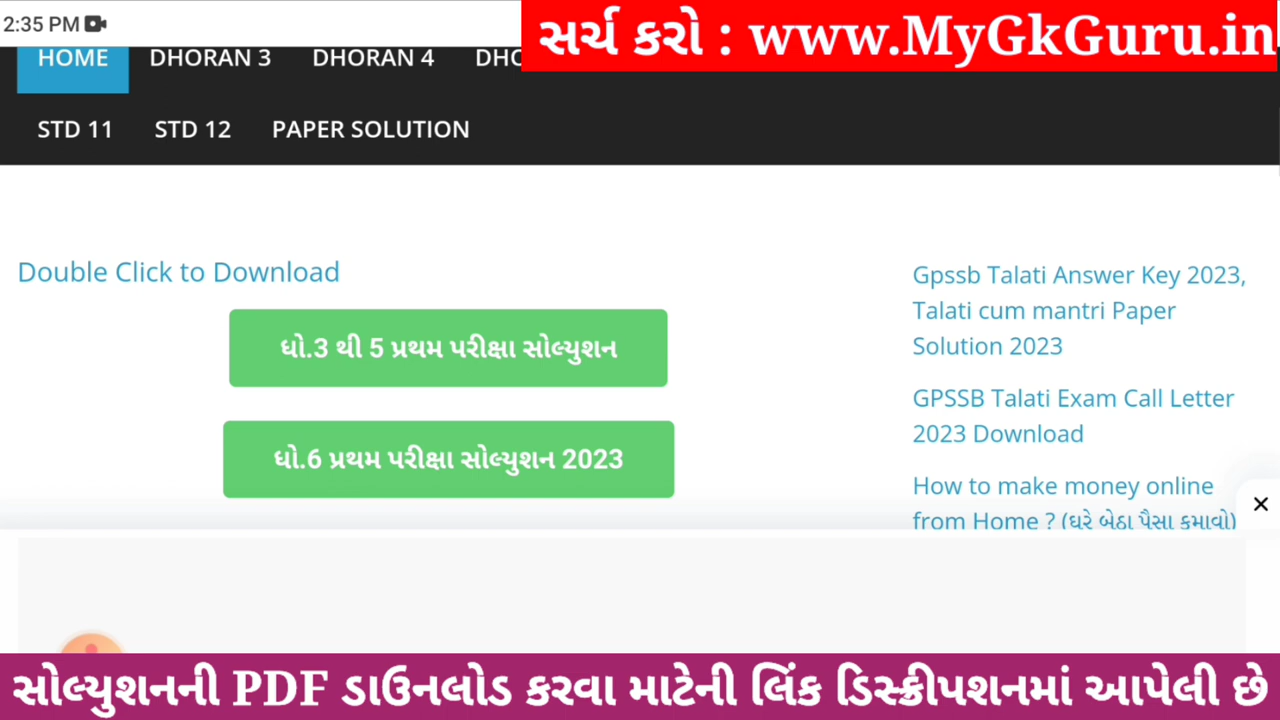 2:35 PM
સર્ચ કરો : www.MyGkGuru.in
HOME DHORAN 3 DHORAN 4 DHO
STD 11 STD 12 PAPER SOLUTION
Double Click to Download
ધો.3 થી 5 પ્રથમ પરીક્ષા સોલ્યુશન
ધો.6 પ્રથમ પરીક્ષા સોલ્યુશન 2023
Gpssb Talati Answer Key 2023,
Talati cum mantri Paper
Solution 2023
GPSSB Talati Exam Call Letter
2023 Download
How to make money online
from Home ? (ઘરે બેઠા પૈસા કમાવો)
સોલ્યુશનની PDF ડાઉનલોડ કરવા માટેની લિંક ડિસ્ક્રીપશનમાં આપેલી છે